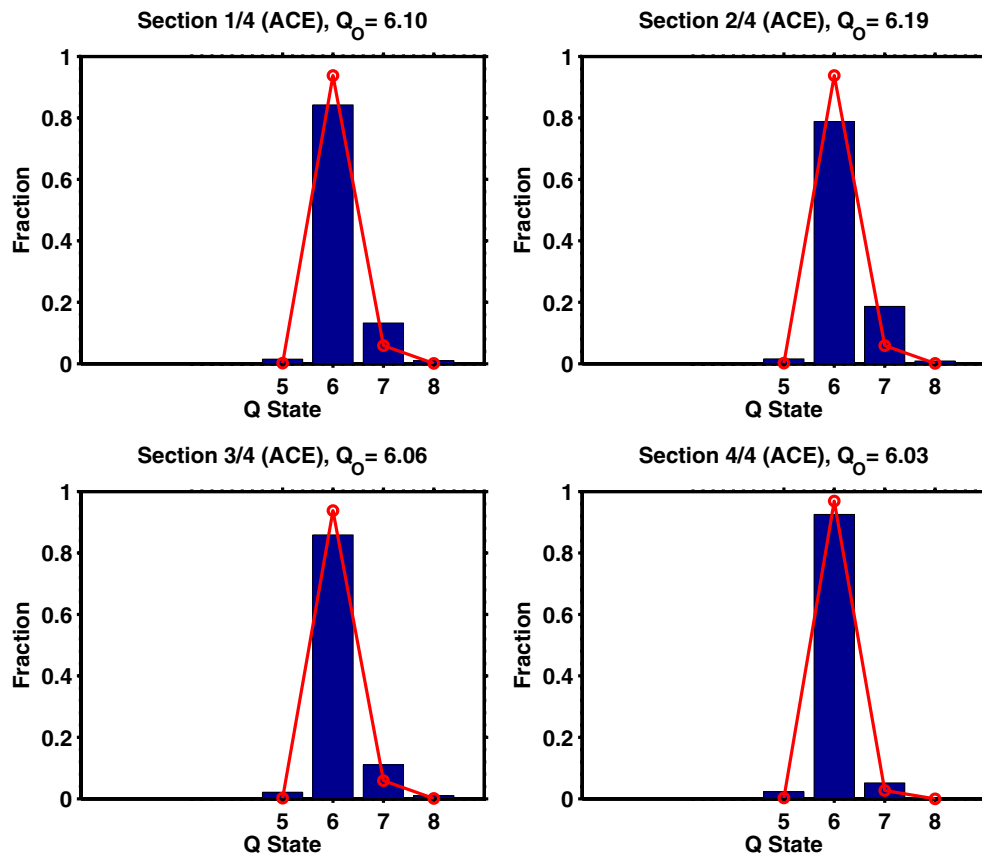 Section 1/4 (ACE), Q_O= 6.10
1
0.8
0.6
0.4
0.2
0
Fraction
5 6 7 8
Q State
Section 2/4 (ACE), Q_O= 6.19
1
0.8
0.6
0.4
0.2
0
Fraction
5 6 7 8
Q State
Section 3/4 (ACE), Q_O= 6.06
1
0.8
0.6
0.4
0.2
0
Fraction
5 6 7 8
Q State
Section 4/4 (ACE), Q_O= 6.03
1
0.8
0.6
0.4
0.2
0
Fraction
5 6 7 8
Q State